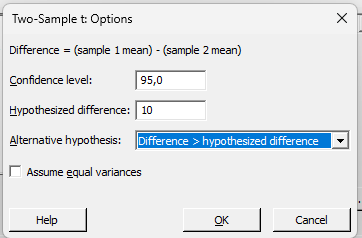 Two-Sample t: Options
Difference = (sample 1 mean) - (sample 2 mean)
Confidence level: 95,0
Hypothesized difference: 10
Alternative hypothesis: Difference > hypothesized difference
Assume equal variances
Help OK Cancel